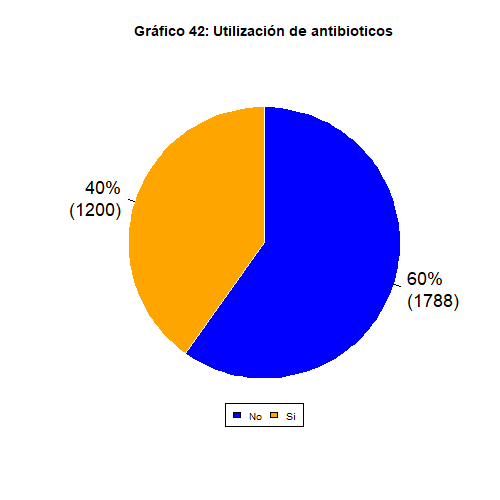 Gráfico 42: Utilización de antibioticos
40%
(1200)
60%
(1788)
No Si